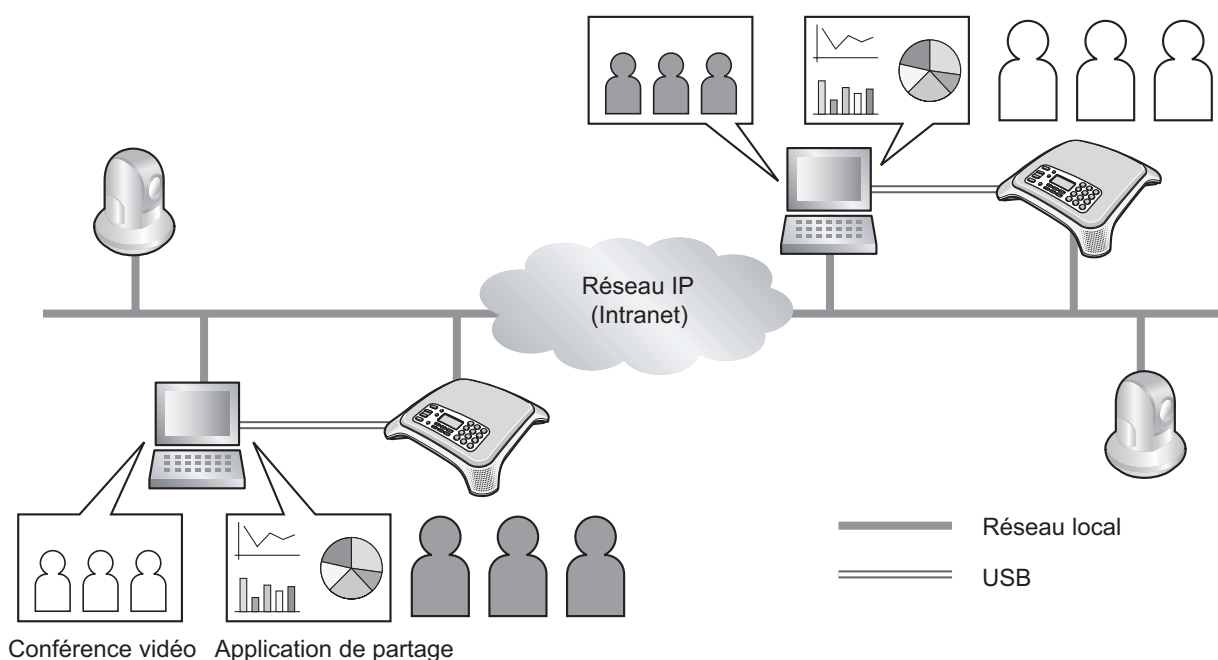 Réseau IP
(Intranet)
Réseau local
USB
Conférence vidéo
Application de partage